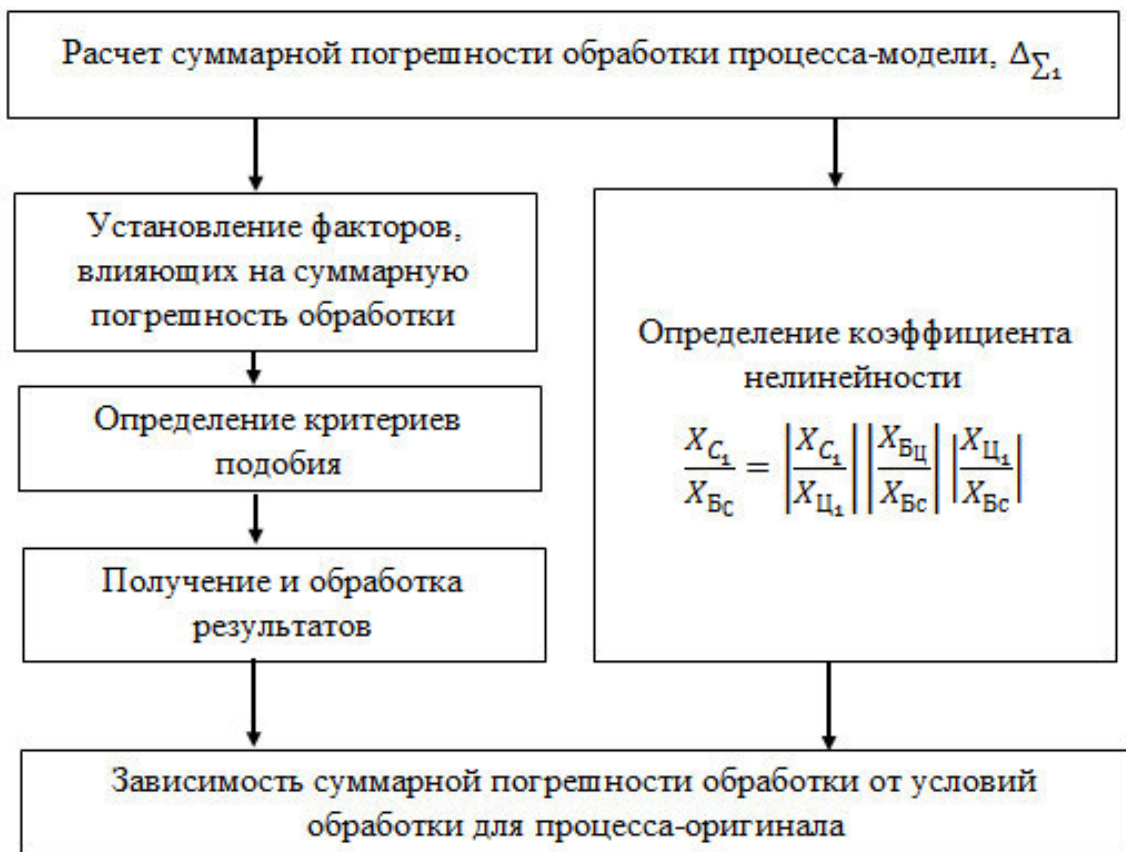 Расчет суммарной погрешности обработки процесса-модели, Δ∑₁
Установление факторов,
влияющих на суммарную
погрешность обработки
Определение критериев
подобия
Получение и обработка
результатов
Определение коэффициента
нелинейности
X_C₁/X_Б_С = |X_C₁/X_Ц₁| |X_Б_Ц/X_Бс| |X_Ц₁/X_Бс|
Зависимость суммарной погрешности обработки от условий
обработки для процесса-оригинала